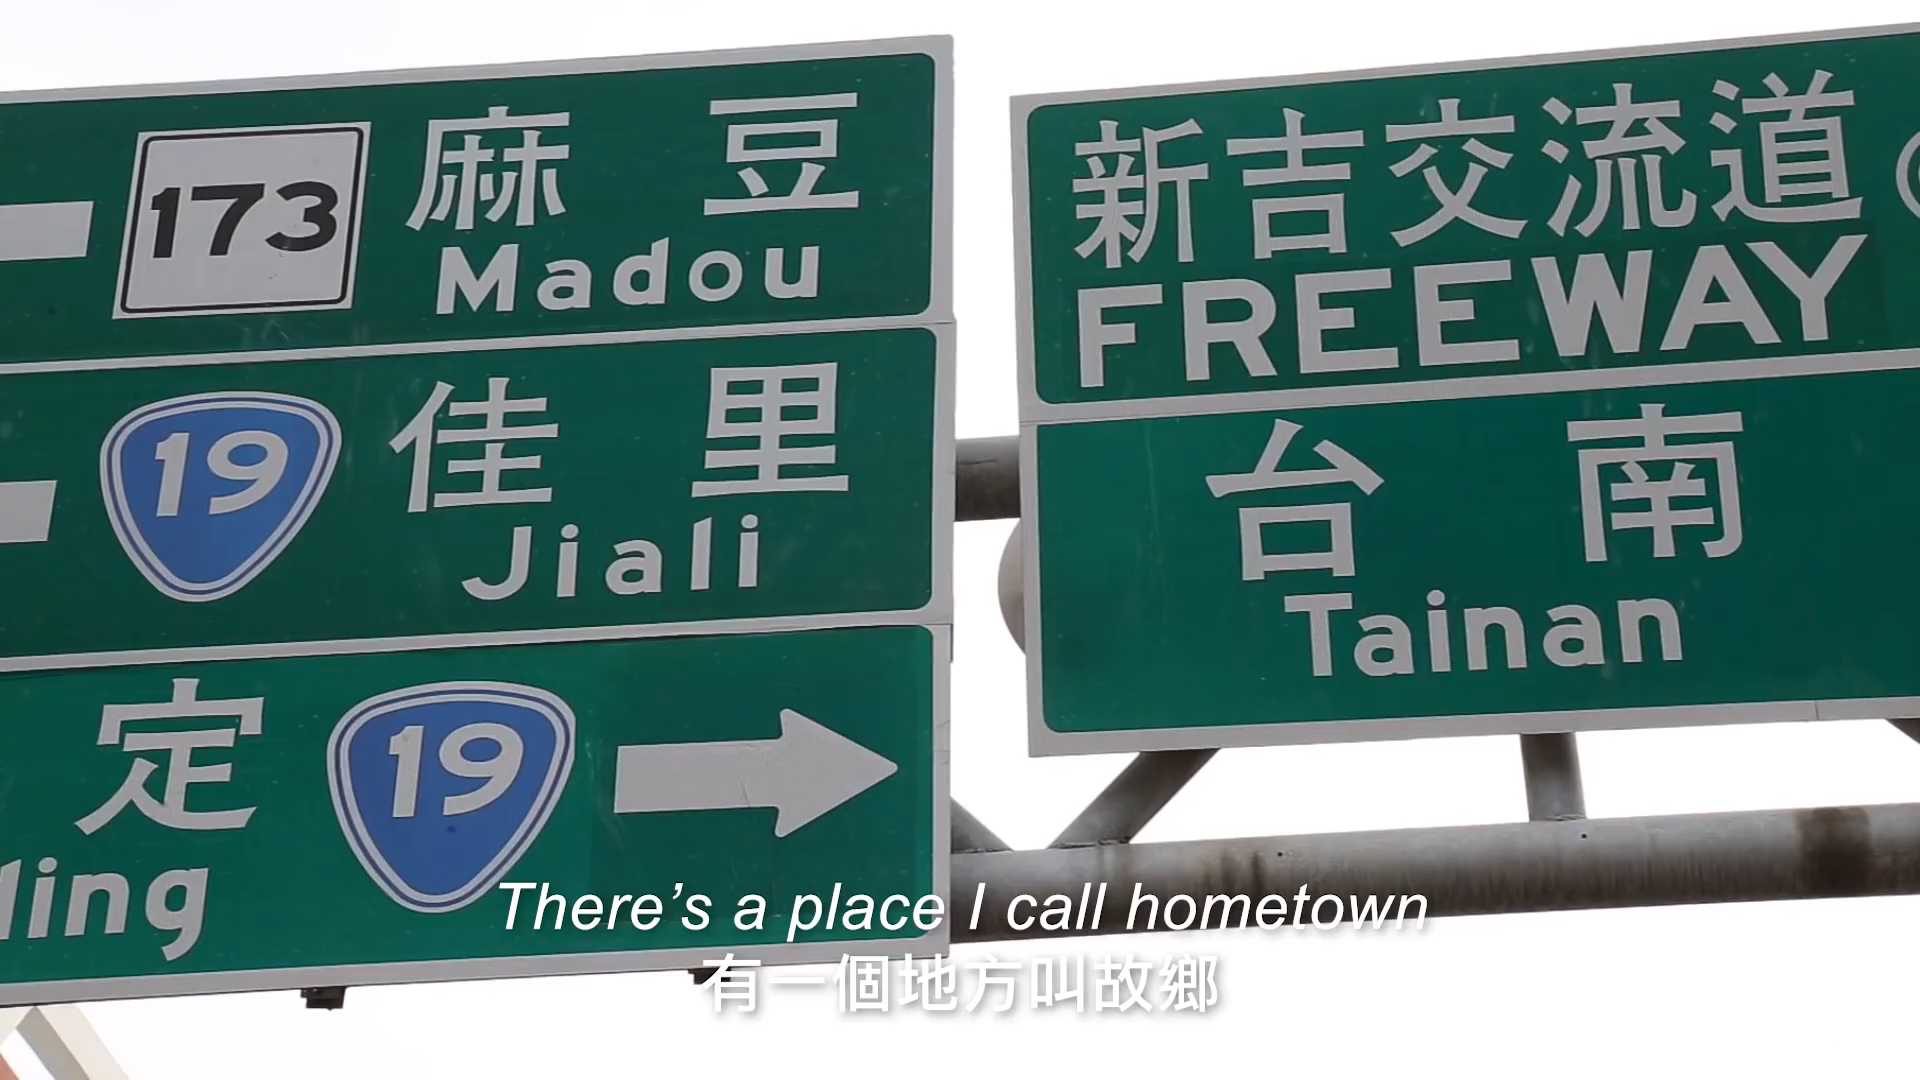 173
麻豆
Madou
19
佳里
Jiali
定
ding
19
新吉交流道
FREEWAY
台南
Tainan
There's a place I call hometown
有一個地方叫故鄉